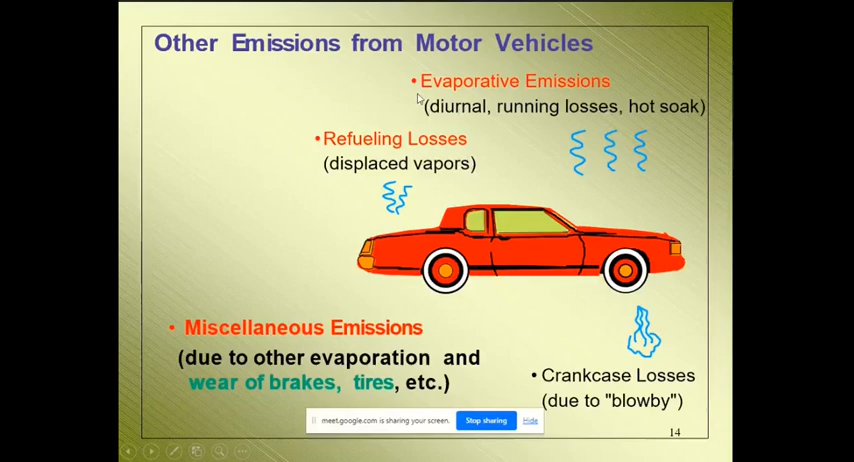 Other Emissions from Motor Vehicles
• Evaporative Emissions
(diurnal, running losses, hot soak)
• Refueling Losses
(displaced vapors)
• Miscellaneous Emissions
(due to other evaporation and
wear of brakes, tires, etc.)
• Crankcase Losses
(due to "blowby")
meet.google.com is sharing your screen. Stop sharing Hide
14